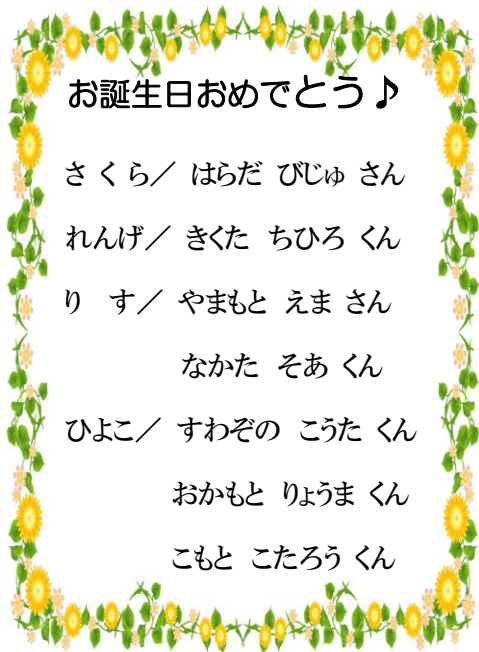 お誕生日おめでとう♪
さくら／ はらだ びじゅ さん
れんげ／ きくた ちひろ くん
りす／ やまもと えま さん
なかた そあ くん
ひよこ／ すわぞの こうた くん
おかもと りょうま くん
こもと こたろう くん